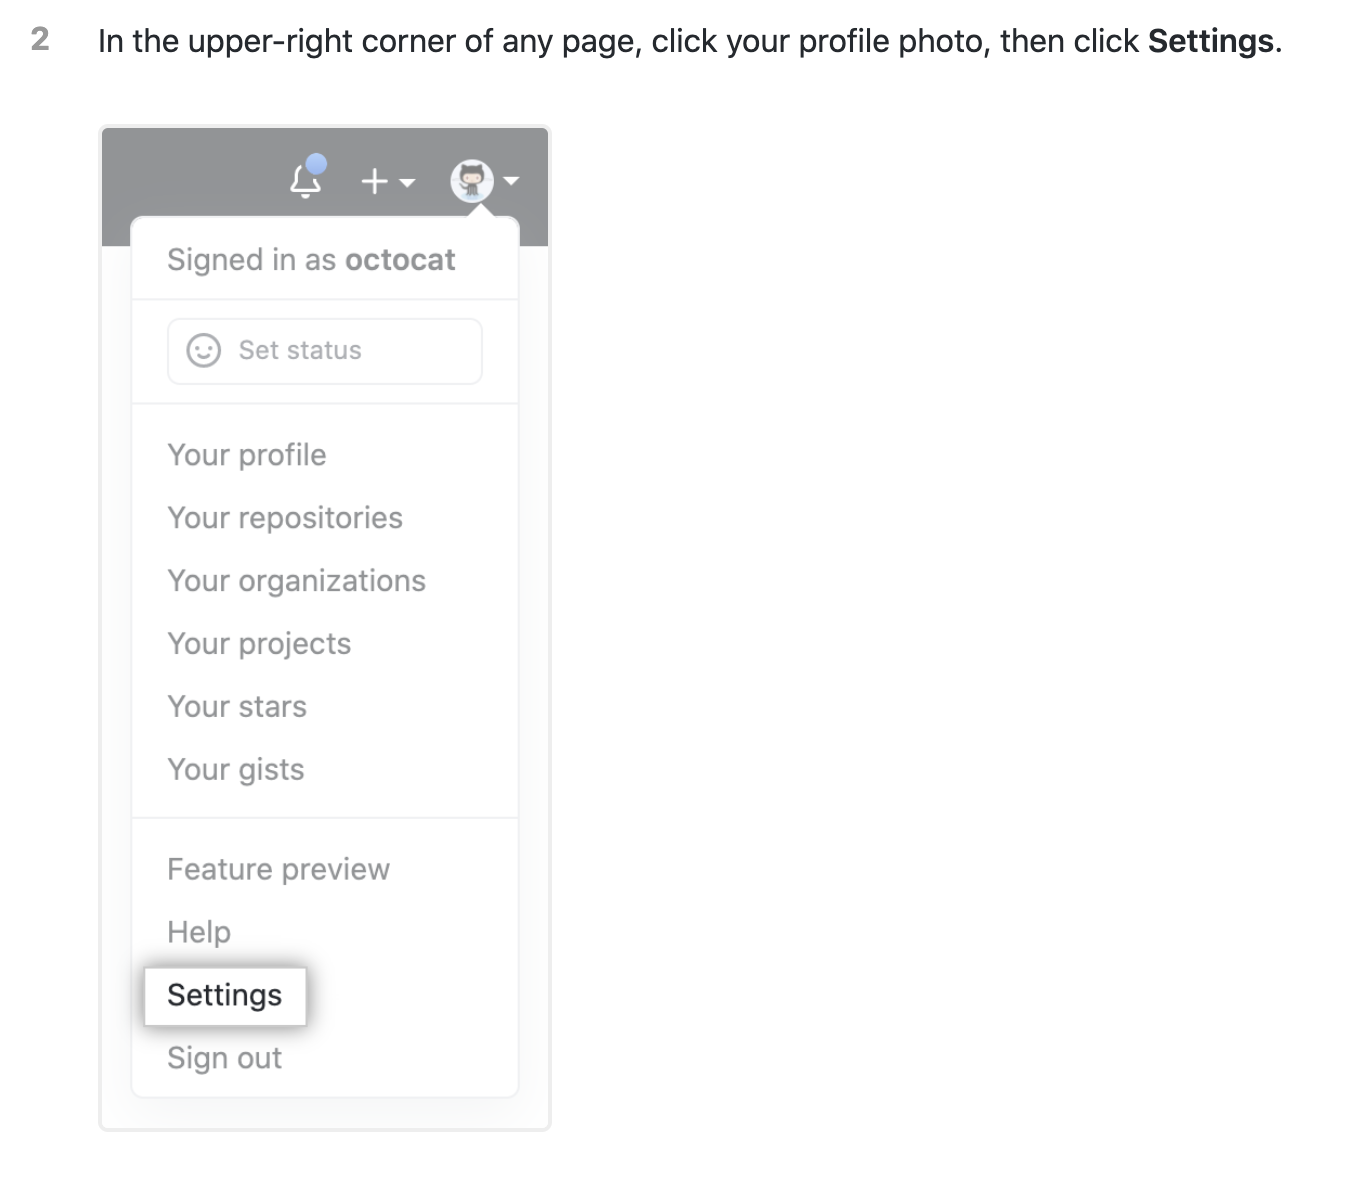 2 In the upper-right corner of any page, click your profile photo, then click Settings.
Signed in as octocat
Set status
Your profile
Your repositories
Your organizations
Your projects
Your stars
Your gists
Feature preview
Help
Settings
Sign out